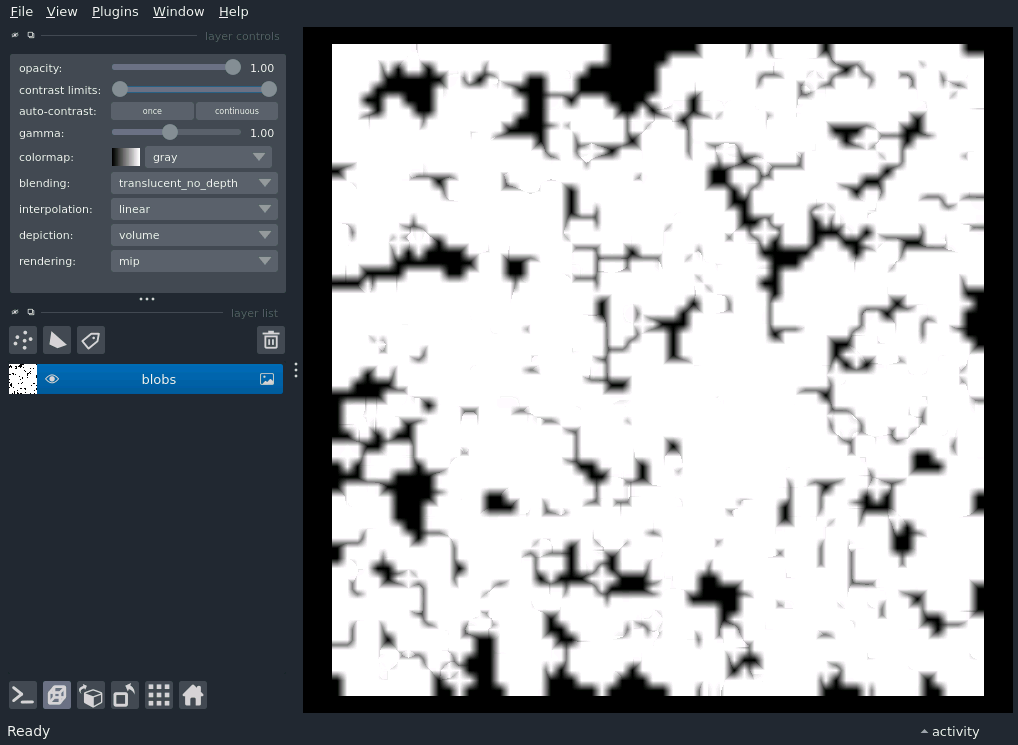 File View Plugins Window Help
layer controls
opacity: 1.00
contrast limits:
auto-contrast: once continuous
gamma: 1.00
colormap: gray
blending: translucent_no_depth
interpolation: linear
depiction: volume
rendering: mip
layer list
blobs
Ready
activity